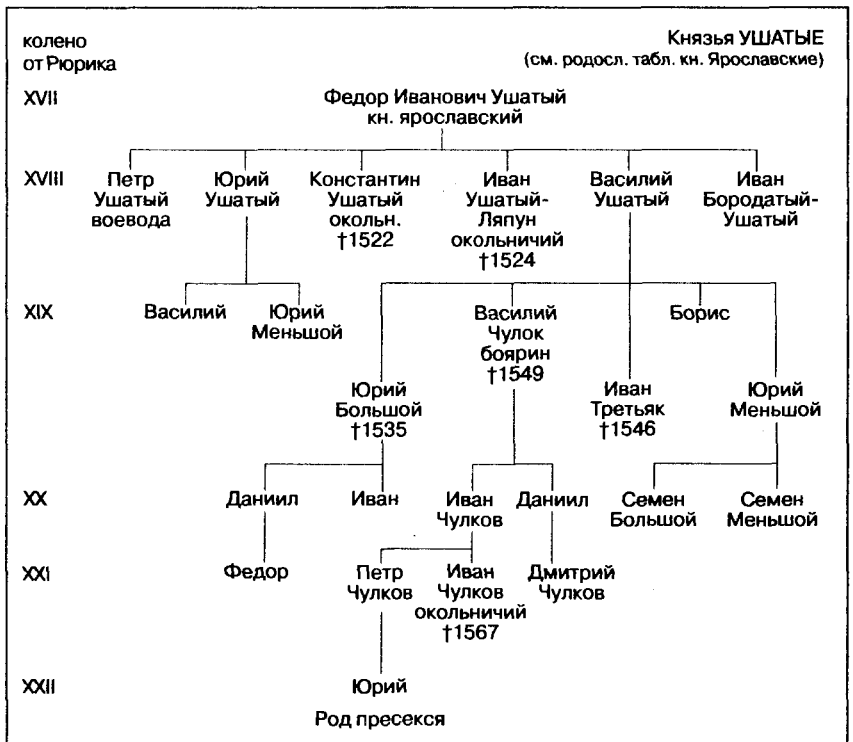 колено
от Рюрика
Князья УШАТЫЕ
(см. родосл. табл. кн. Ярославские)
XVII
Федор Иванович Ушатый
кн. ярославский
XVIII
Петр
Ушатый
воевода
Юрий
Ушатый
Константин
Ушатый
окольн.
†1522
Иван
Ушатый-
Ляпун
окольничий
†1524
Василий
Ушатый
Иван
Бородатый-
Ушатый
XIX
Василий
Юрий
Меньшой
Василий
Чулок
боярин
†1549
Борис
Юрий
Большой
†1535
Иван
Третьяк
†1546
Юрий
Меньшой
XX
Даниил
Иван
Иван
Чулков
Даниил
Семен
Большой
Семен
Меньшой
XXI
Федор
Петр
Чулков
Иван
Чулков
окольничий
†1567
Дмитрий
Чулков
XXII
Юрий
Род пресекся